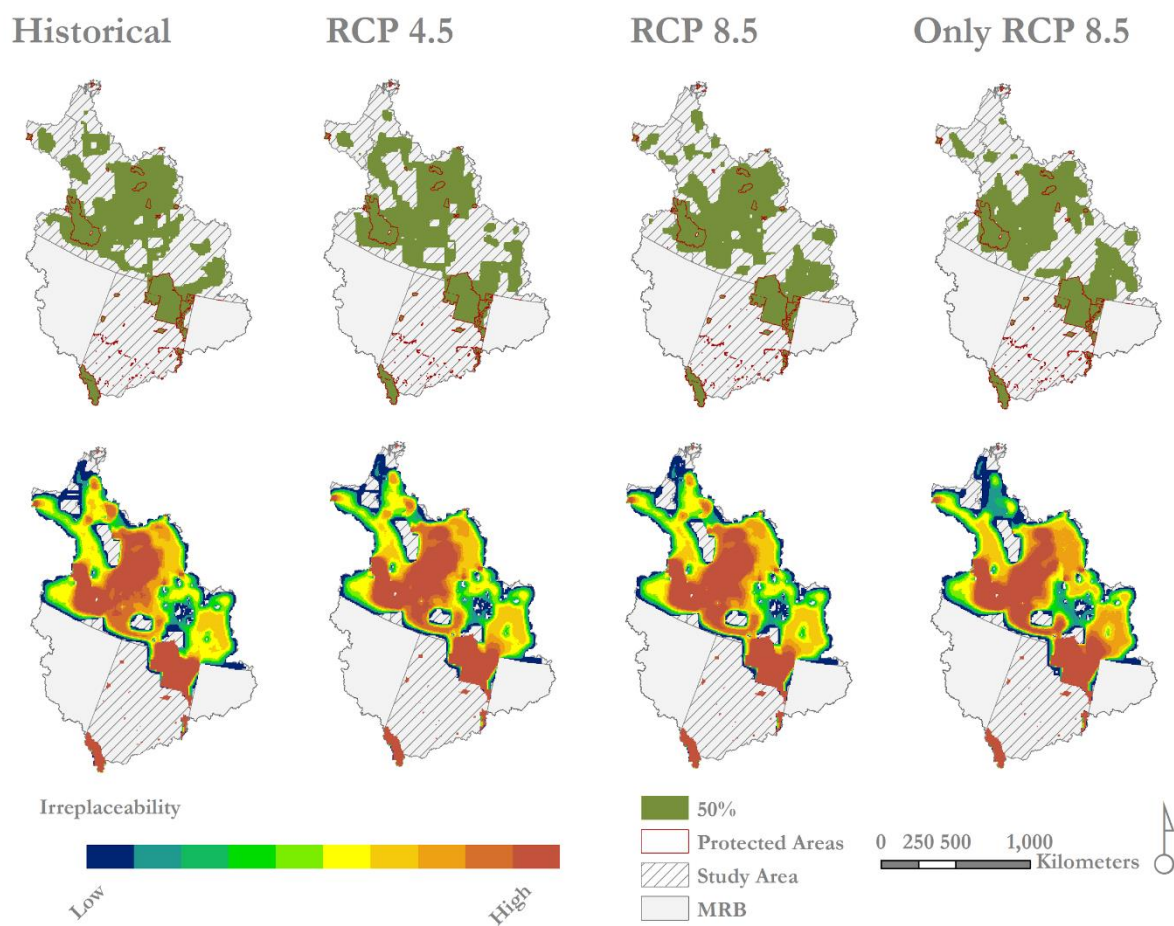 Historical RCP 4.5 RCP 8.5 Only RCP 8.5
Irreplaceability
Low High
50%
Protected Areas
Study Area
MRB
0 250 500 1,000
Kilometers